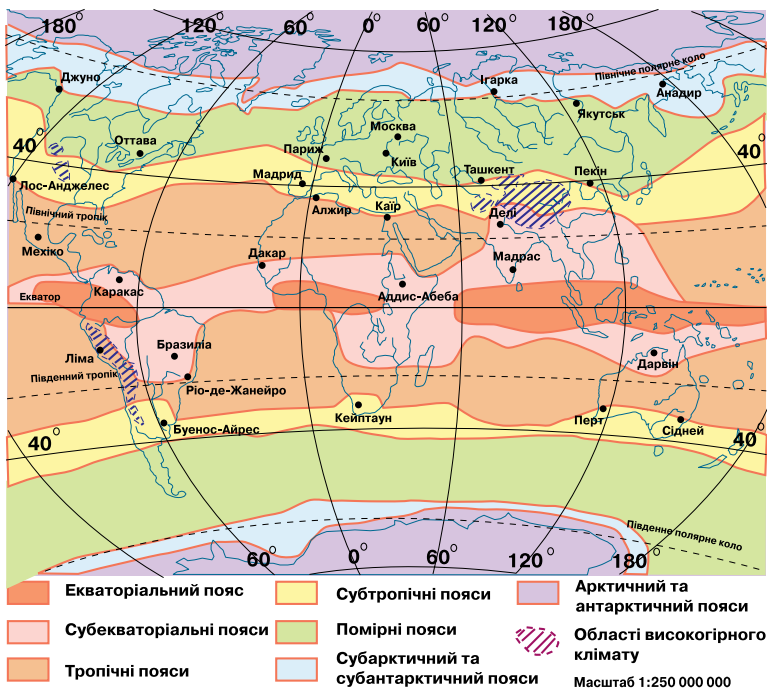 180° 120° 60° 0° 60° 120° 180°
Північне полярне коло
Джуно
Ігарка
Анадир
Якутськ
Москва
40°
Оттава
Париж
Київ
40°
Мадрид
Ташкент
Пекін
Лос-Анджелес
Алжир
Каїр
Делі
Північний тропік
Мехіко
Дакар
Мадрас
Каракас
Аддис-Абеба
Екватор
Бразиліа
Ліма
Дарвін
Південний тропік
Ріо-де-Жанейро
Кейптаун
Перт
Буенос-Айрес
Сідней
40°
40°
Південне полярне коло
60° 0° 60° 120° 180°
Екваторіальний пояс
Субекваторіальні пояси
Тропічні пояси
Субтропічні пояси
Помірні пояси
Субарктичний та
субантарктичний пояси
Арктичний та
антарктичний пояси
Області високогірного
клімату
Масштаб 1:250 000 000